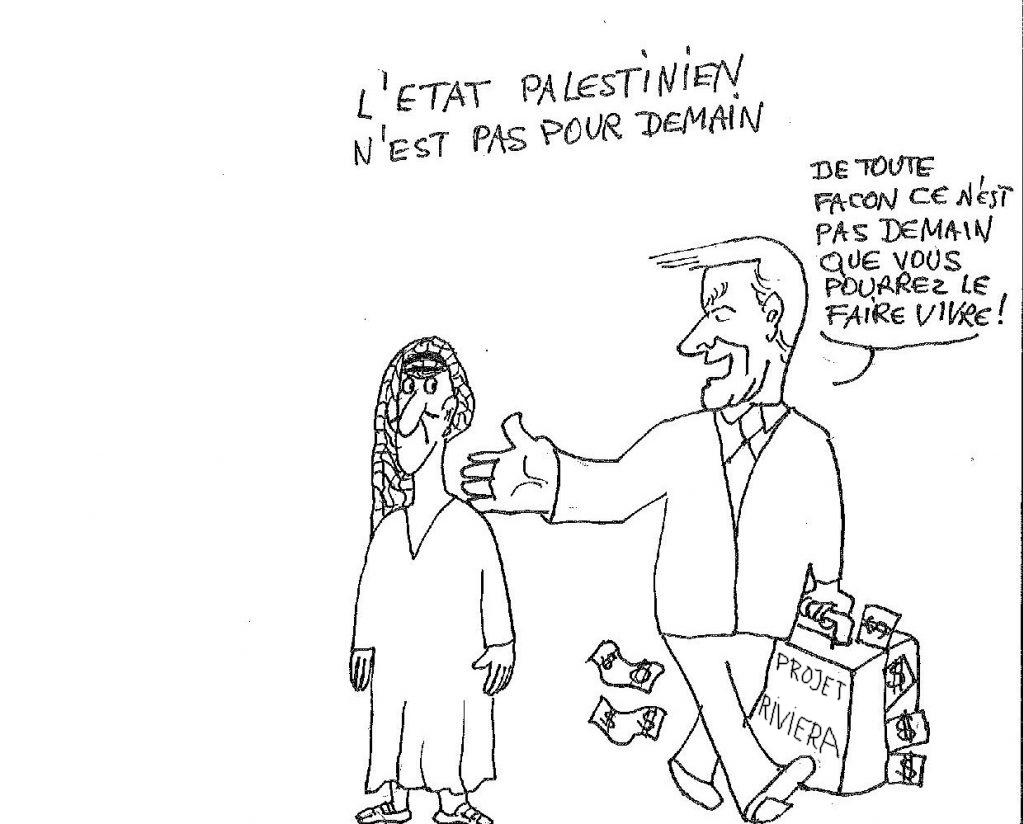 L'ETAT PALESTINIEN
N'EST PAS POUR DEMAIN
DE TOUTE
FACON CE N'EST
PAS DEMAIN
QUE VOUS
POURREZ LE
FAIRE VIVRE!
PROJET
RIVIERA
$
$ $
$ $
$
$
$